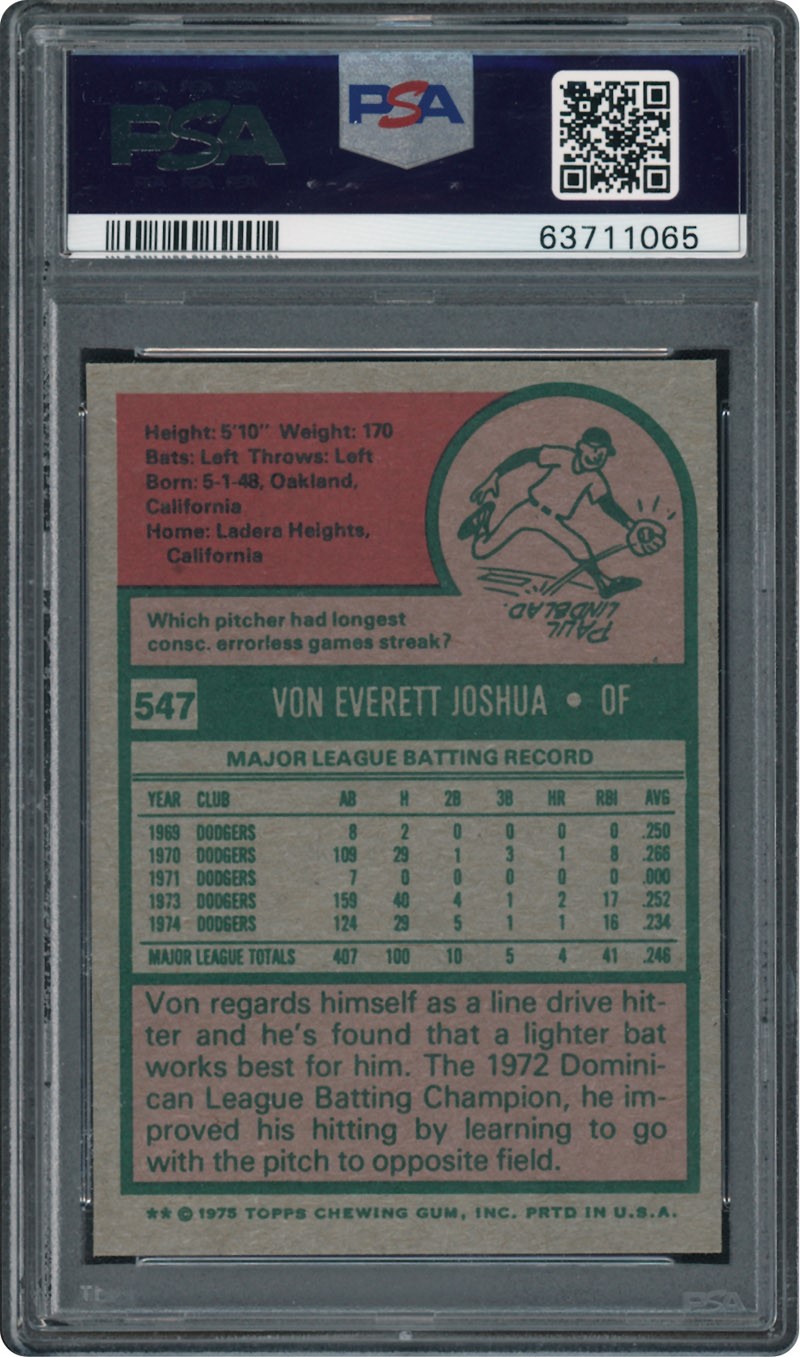 PSA
PSA
63711065
Height: 5'10" Weight: 170
Bats: Left Throws: Left
Born: 5-1-48, Oakland,
California
Home: Ladera Heights,
California
PAUL
LINDBLAD
Which pitcher had longest
consc. errorless games streak?
547 VON EVERETT JOSHUA • OF
MAJOR LEAGUE BATTING RECORD
YEAR CLUB AB H 2B 3B HR RBI AVG
1969 DODGERS 8 2 0 0 0 0 .250
1970 DODGERS 109 29 1 3 1 8 .266
1971 DODGERS 7 0 0 0 0 0 .000
1973 DODGERS 159 40 4 1 2 17 .252
1974 DODGERS 124 29 5 1 1 16 .234
MAJOR LEAGUE TOTALS 407 100 10 5 4 41 .246
Von regards himself as a line drive hit-
ter and he's found that a lighter bat
works best for him. The 1972 Domini-
can League Batting Champion, he im-
proved his hitting by learning to go
with the pitch to opposite field.
** © 1975 TOPPS CHEWING GUM, INC. PRTD IN U.S.A.
PSA